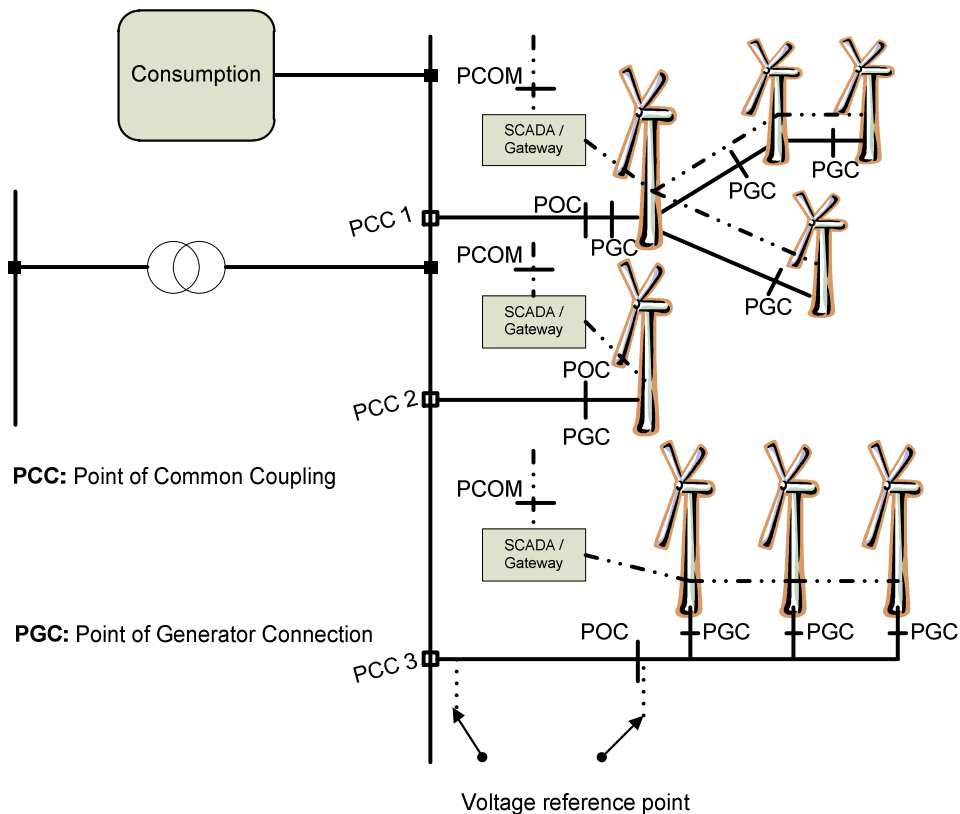 Consumption
PCOM
SCADA /
Gateway
PGC
PGC
POC
PCC 1
PGC
PCOM
PGC
SCADA /
Gateway
POC
PCC 2
PGC
PCC: Point of Common Coupling
PCOM
SCADA /
Gateway
PGC: Point of Generator Connection
POC
PGC
PGC
PGC
PCC 3
Voltage reference point